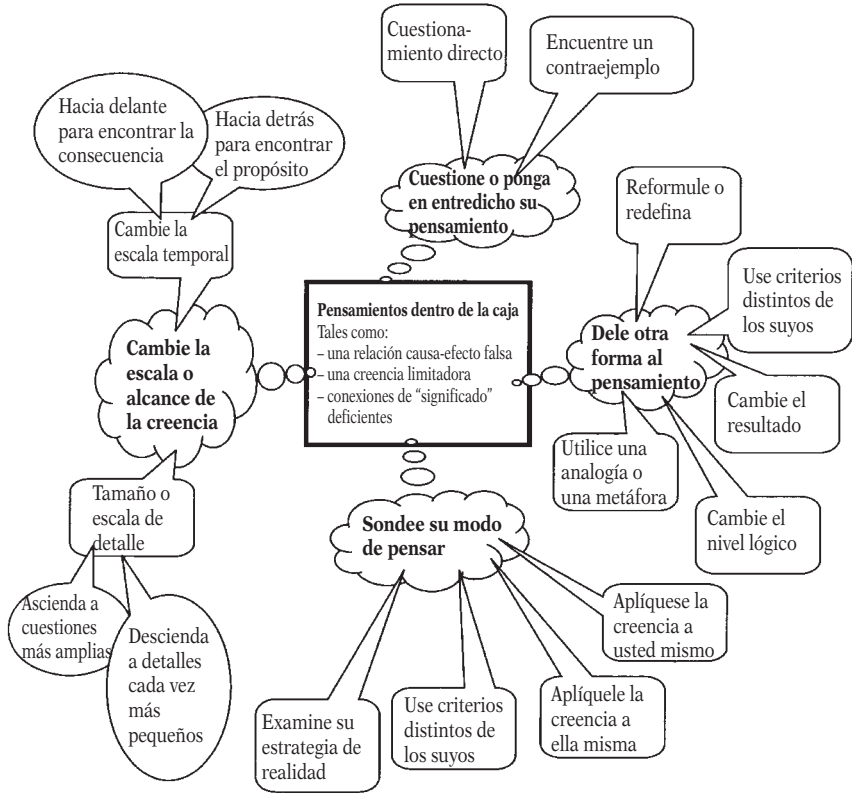 Cuestiona-
miento directo
Encuentre un
contraejemplo
Hacia delante
para encontrar la
consecuencia
Hacia detrás
para encontrar
el propósito
Cuestione o ponga
en entredicho su
pensamiento
Cambie la
escala temporal
Reformule o
redefina
Use criterios
distintos de
los suyos
Pensamientos dentro de la caja
Tales como:
– una relación causa-efecto falsa
– una creencia limitadora
– conexiones de “significado”
deficientes
Cambie la
escala o
alcance de
la creencia
Dele otra
forma al
pensamiento
Cambie el
resultado
Utilice una
analogía o
una metáfora
Cambie el
nivel lógico
Tamaño o
escala de
detalle
Sondee su modo
de pensar
Ascienda a
cuestiones
más amplias
Descienda
a detalles
cada vez
más
pequeños
Aplíquese la
creencia a
usted mismo
Examine su
estrategia de
realidad
Use criterios
distintos de
los suyos
Aplíquele la
creencia a
ella misma